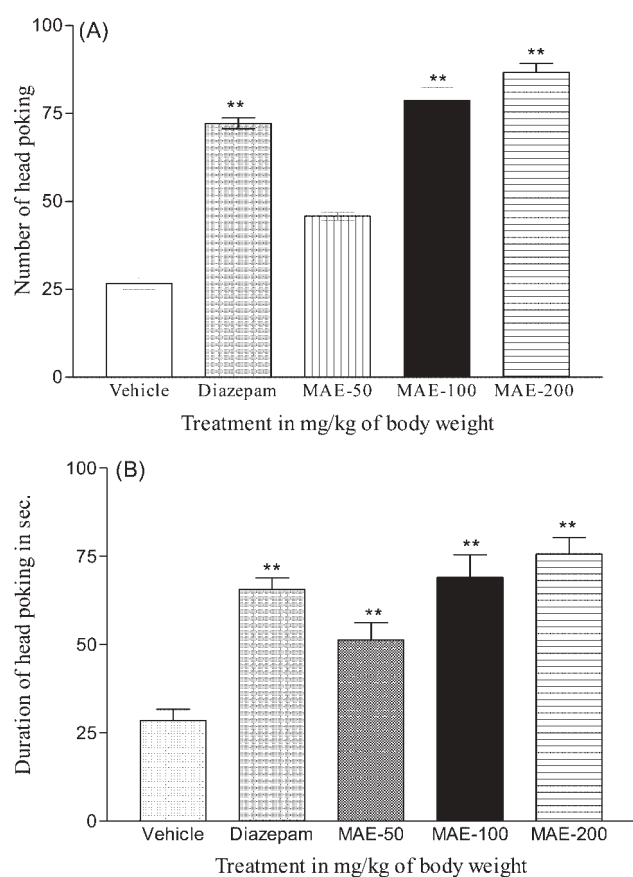 (A)
Number of head poking
100
75
50
25
0
** ** **
Vehicle Diazepam MAE-50 MAE-100 MAE-200
Treatment in mg/kg of body weight
(B)
Duration of head poking in sec.
100
75
50
25
0
** ** ** **
Vehicle Diazepam MAE-50 MAE-100 MAE-200
Treatment in mg/kg of body weight